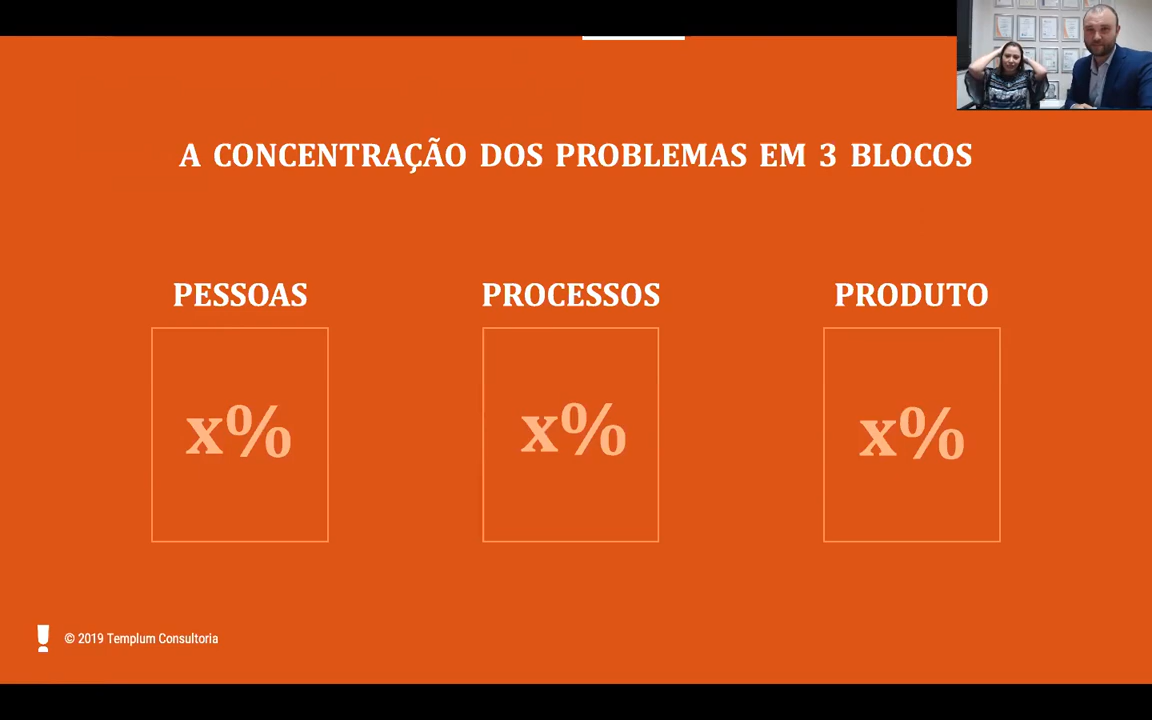 A CONCENTRAÇÃO DOS PROBLEMAS EM 3 BLOCOS
PESSOAS
PROCESSOS
PRODUTO
x%
x%
x%
© 2019 Templum Consultoria